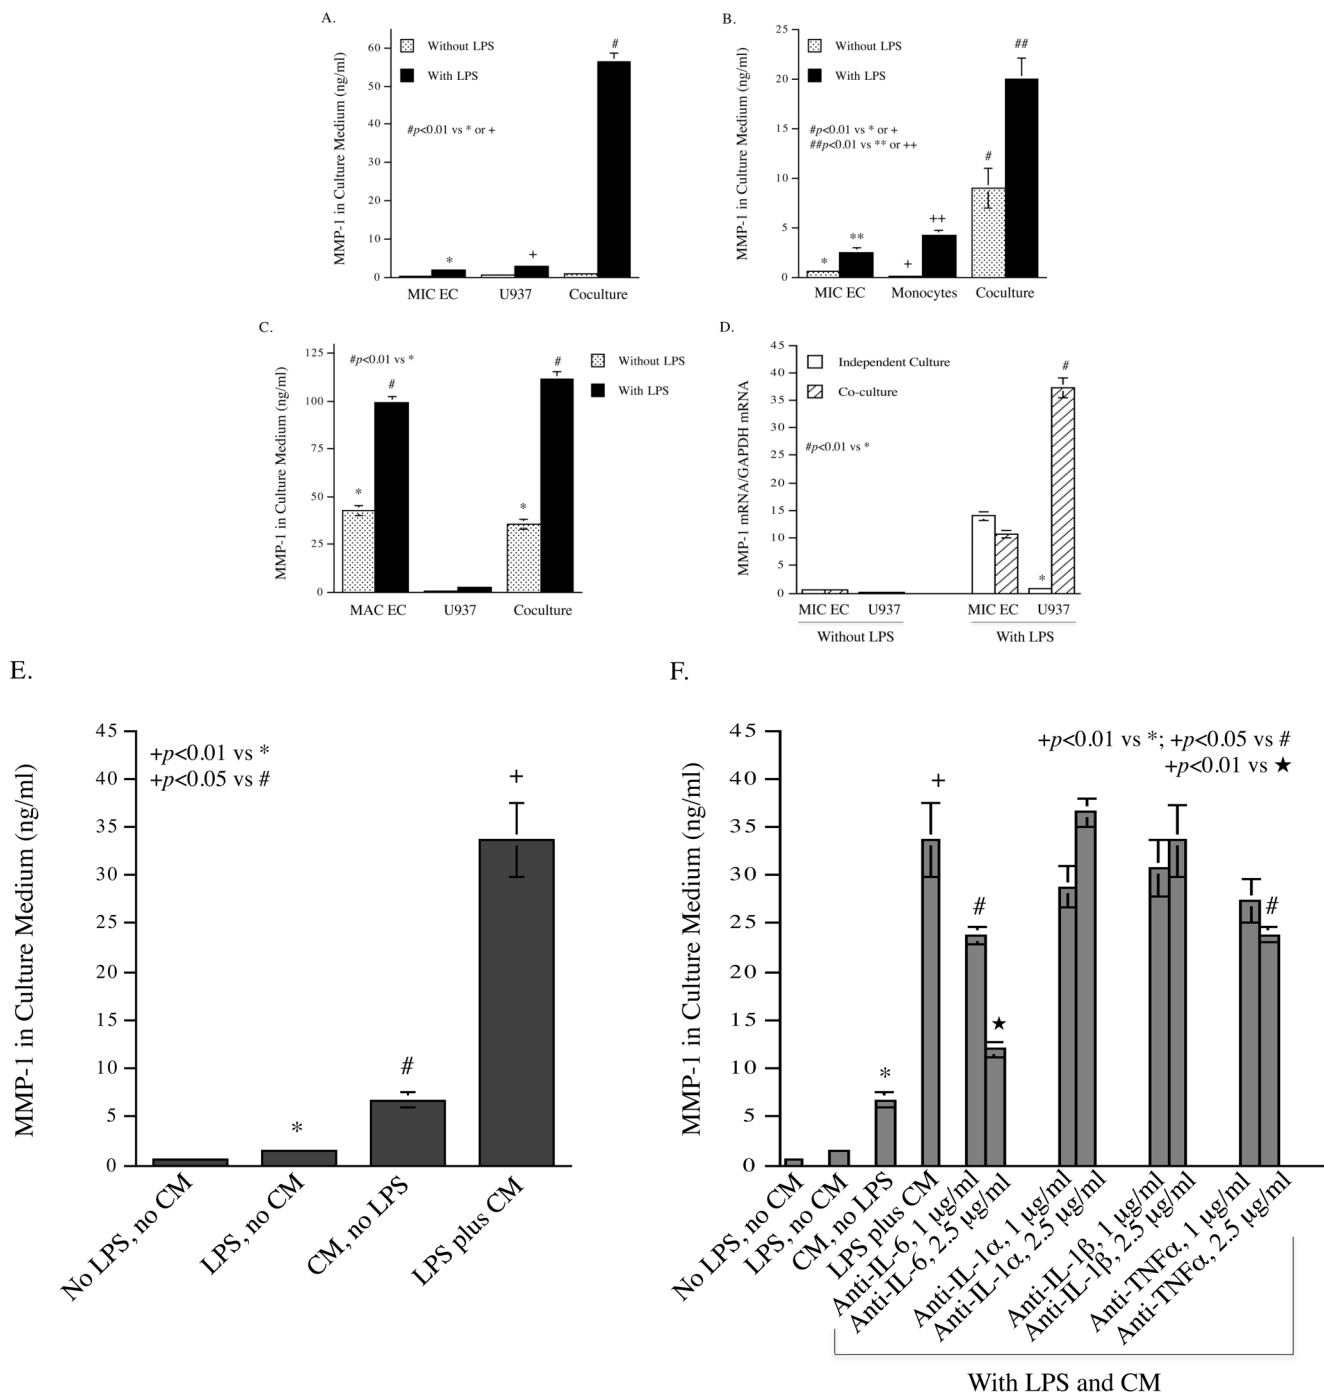 A.
MMP-1 in Culture Medium (ng/ml)
60
50
40
30
20
10
0
Without LPS
With LPS
#p<0.01 vs * or +
*
+
#
MIC EC
U937
Coculture
B.
MMP-1 in Culture Medium (ng/ml)
25
20
15
10
5
0
Without LPS
With LPS
#p<0.01 vs * or +
##p<0.01 vs ** or ++
*
**
+
++
#
##
MIC EC
Monocytes
Coculture
C.
MMP-1 in Culture Medium (ng/ml)
125
100
75
50
25
0
#p<0.01 vs *
Without LPS
With LPS
*
#
*
#
MAC EC
U937
Coculture
D.
MMP-1 mRNA/GAPDH mRNA
45
40
35
30
25
20
15
10
5
0
Independent Culture
Co-culture
#p<0.01 vs *
*
#
MIC EC
U937
MIC EC
U937
Without LPS
With LPS
E.
MMP-1 in Culture Medium (ng/ml)
45
40
35
30
25
20
15
10
5
0
+p<0.01 vs *
+p<0.05 vs #
*
#
+
No LPS, no CM
LPS, no CM
CM, no LPS
LPS plus CM
F.
MMP-1 in Culture Medium (ng/ml)
45
40
35
30
25
20
15
10
5
0
+p<0.01 vs *; +p<0.05 vs #
+p<0.01 vs ★
*
+
#
★
#
No LPS, no CM
LPS, no CM
CM, no LPS
LPS plus CM
Anti-IL-6, 1 µg/ml
Anti-IL-6, 2.5 µg/ml
Anti-IL-1α, 1 µg/ml
Anti-IL-1α, 2.5 µg/ml
Anti-IL-1β, 1 µg/ml
Anti-IL-1β, 2.5 µg/ml
Anti-TNFα, 1 µg/ml
Anti-TNFα, 2.5 µg/ml
With LPS and CM